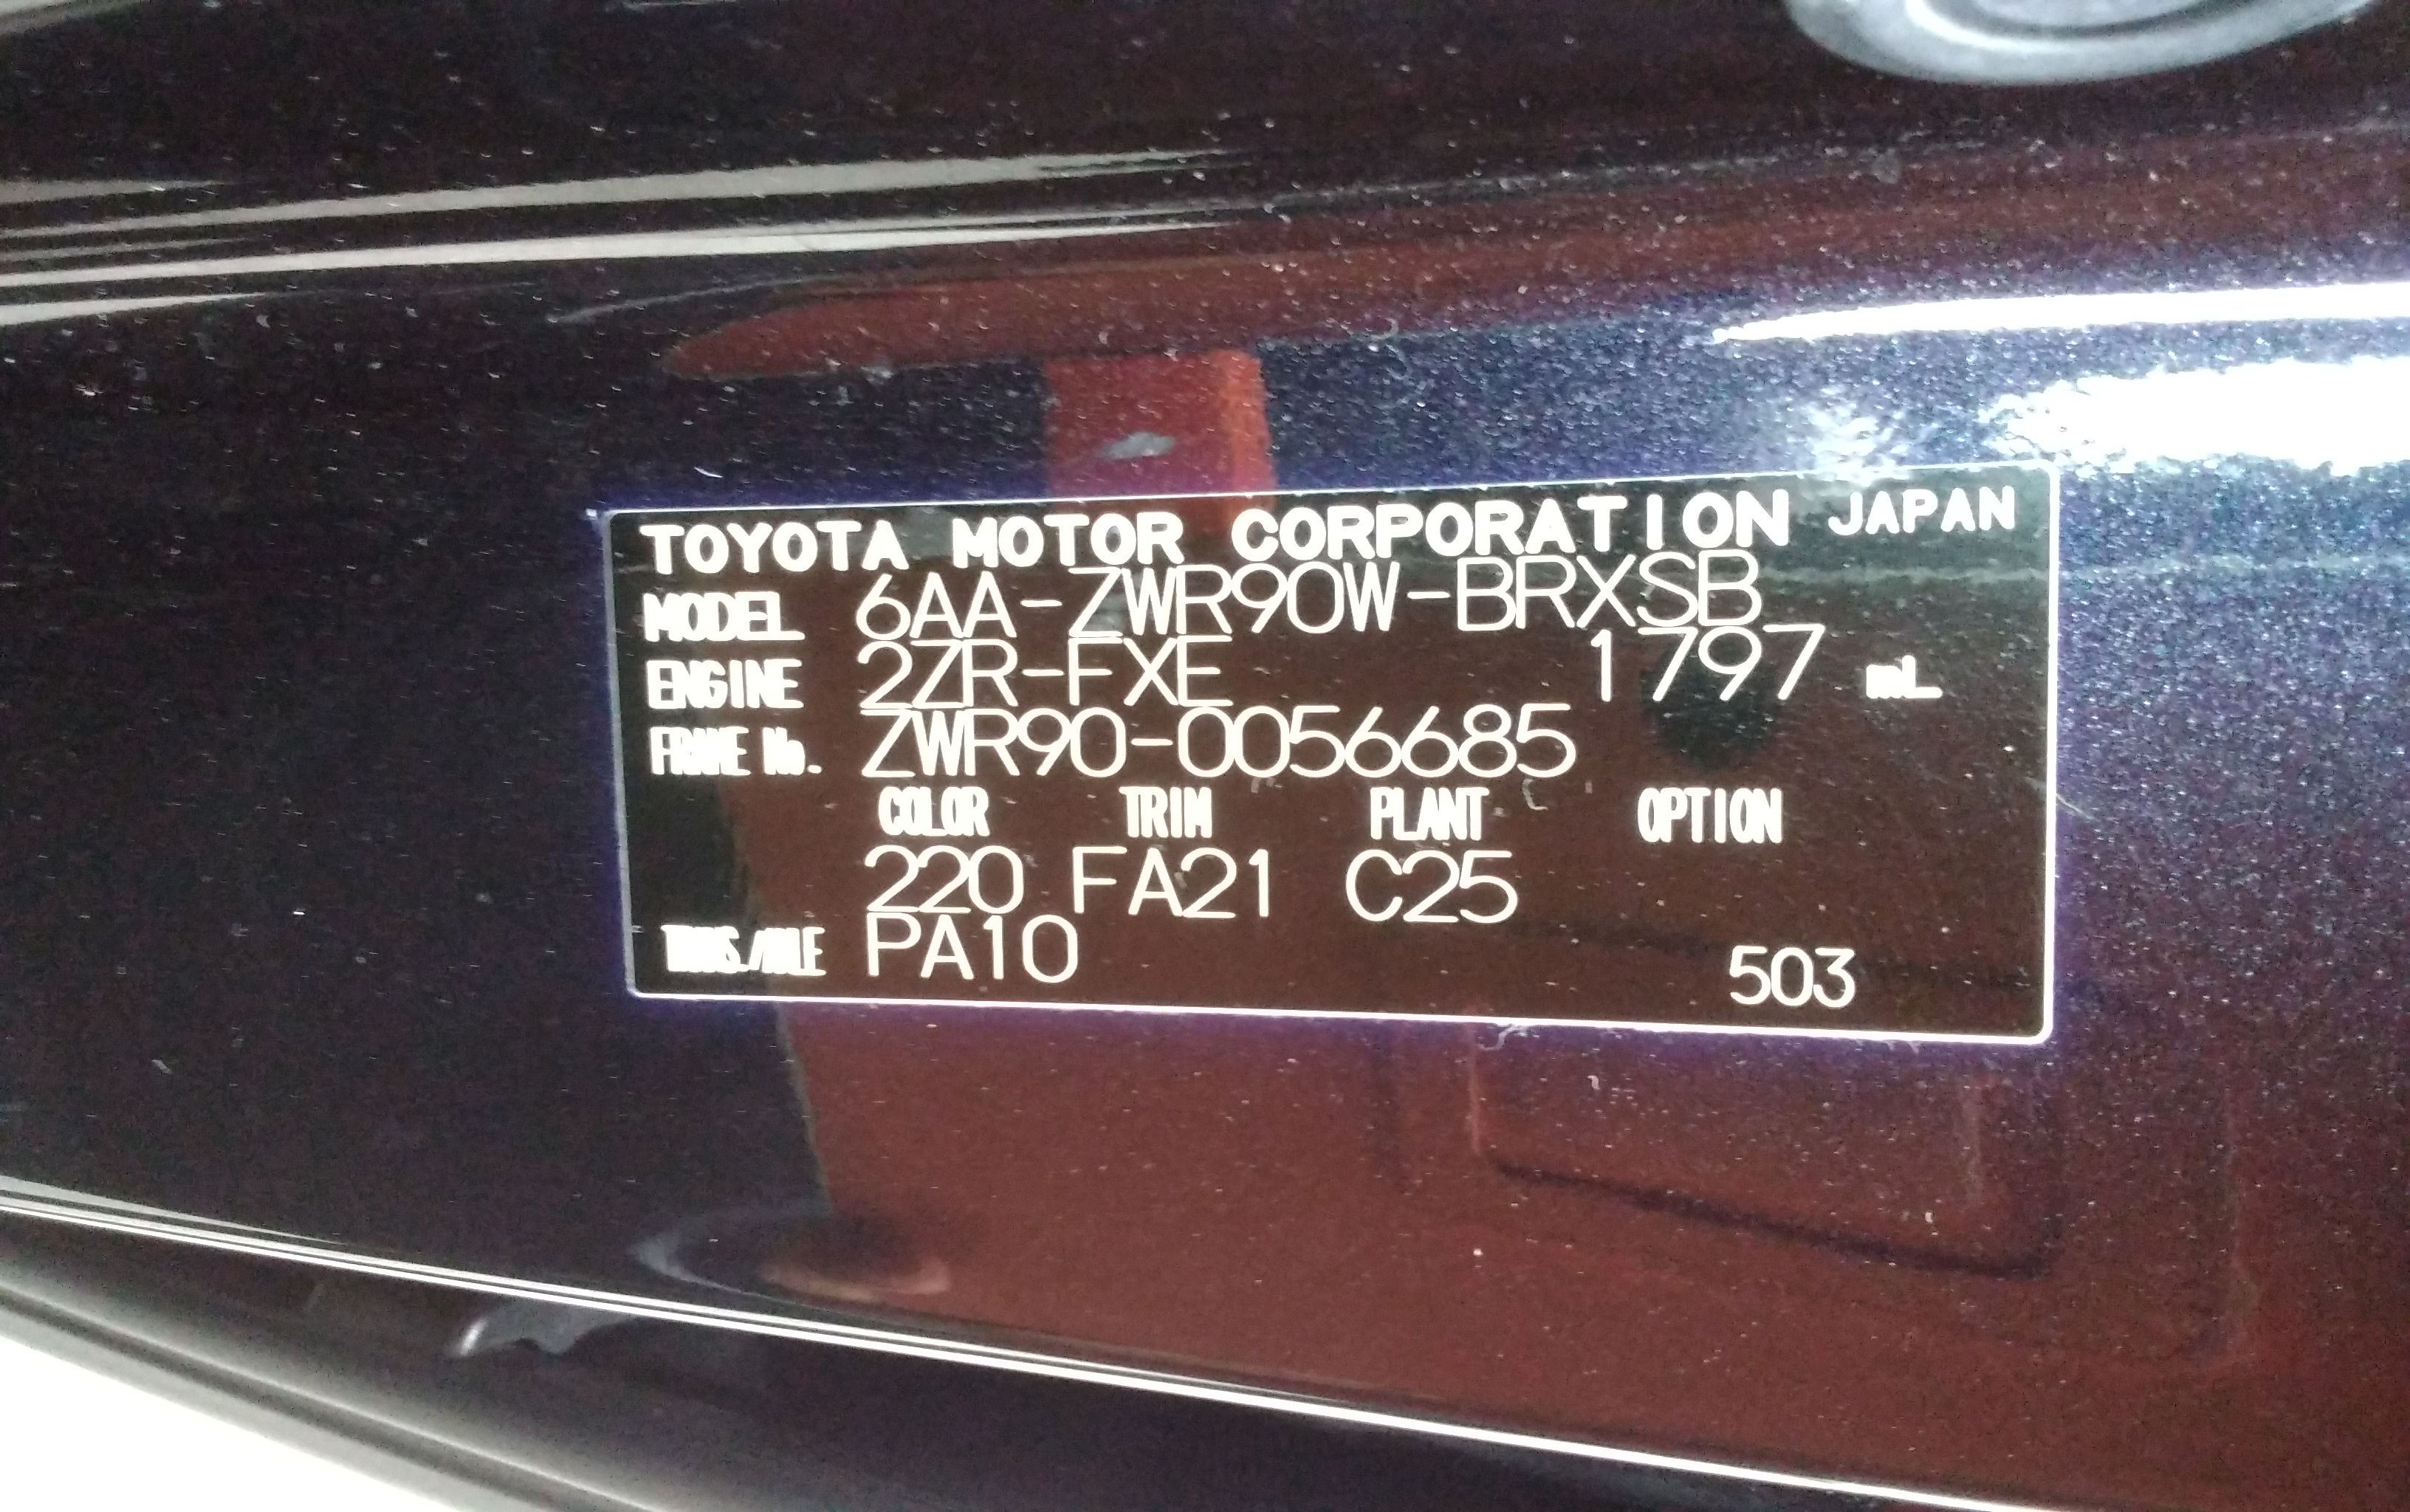 TOYOTA MOTOR CORPORATION JAPAN
MODEL 6AA-ZWR90W-BRXSB
ENGINE 2ZR-FXE 1797 mL
FRAME No. ZWR90-0056685
COLOR TRIM PLANT OPTION
220 FA21 C25
TRANS./AXLE PA10 503